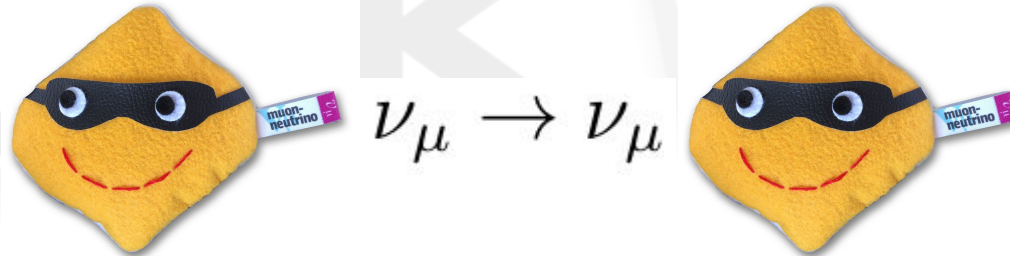 muon-
neutrino
ν_μ → ν_μ
muon-
neutrino